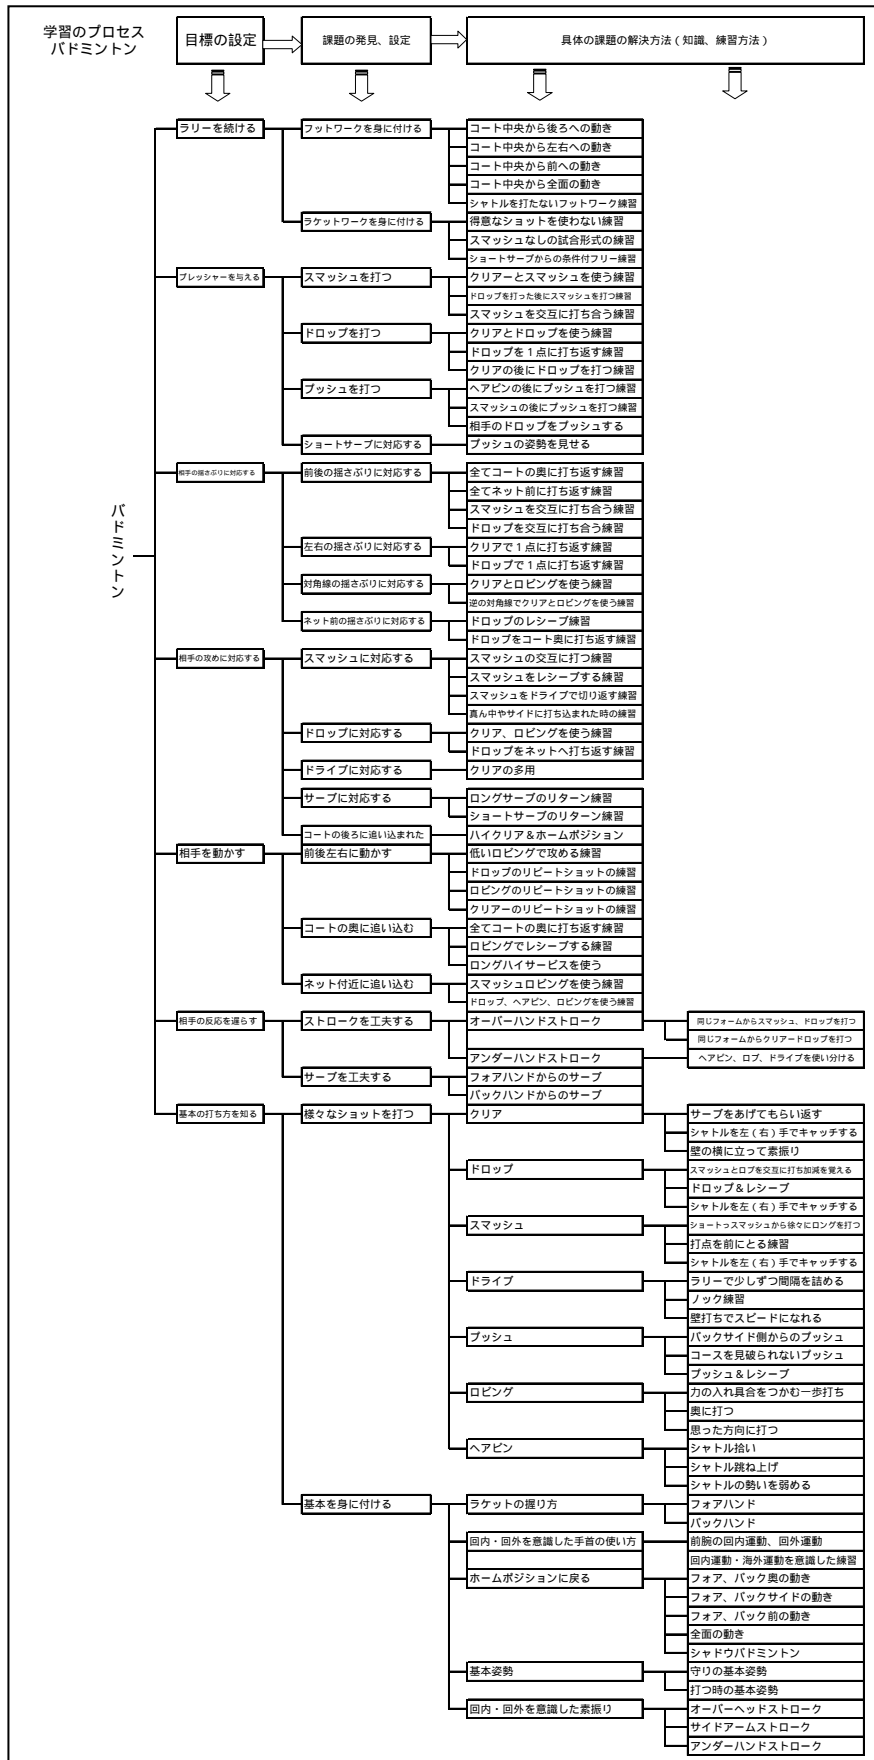 学習のプロセス
バドミントン
目標の設定
課題の発見、設定
具体の課題の解決方法（知識、練習方法）
バドミントン
ラリーを続ける
フットワークを身に付ける
コート中央から後ろへの動き
コート中央から左右への動き
コート中央から前への動き
コート中央から全面の動き
シャトルを打たないフットワーク練習
ラケットワークを身に付ける
得意なショットを使わない練習
スマッシュなしの試合形式の練習
ショートサーブからの条件付フリー練習
プレッシャーを与える
スマッシュを打つ
クリアーとスマッシュを使う練習
ドロップを打った後にスマッシュを打つ練習
スマッシュを交互に打ち合う練習
ドロップを打つ
クリアとドロップを使う練習
ドロップを１点に打ち返す練習
クリアの後にドロップを打つ練習
プッシュを打つ
ヘアピンの後にプッシュを打つ練習
スマッシュの後にプッシュを打つ練習
相手のドロップをプッシュする
ショートサーブに対応する
プッシュの姿勢を見せる
相手の揺さぶりに対応する
前後の揺さぶりに対応する
全てコートの奥に打ち返す練習
全てネット前に打ち返す練習
スマッシュを交互に打ち合う練習
ドロップを交互に打ち合う練習
左右の揺さぶりに対応する
クリアで１点に打ち返す練習
ドロップで１点に打ち返す練習
対角線の揺さぶりに対応する
クリアとロビングを使う練習
逆の対角線でクリアとロビングを使う練習
ネット前の揺さぶりに対応する
ドロップのレシーブ練習
ドロップをコート奥に打ち返す練習
相手の攻めに対応する
スマッシュに対応する
スマッシュの交互に打つ練習
スマッシュをレシーブする練習
スマッシュをドライブで切り返す練習
真ん中やサイドに打ち込まれた時の練習
ドロップに対応する
クリア、ロビングを使う練習
ドロップをネットへ打ち返す練習
ドライブに対応する
クリアの多用
サーブに対応する
ロングサーブのリターン練習
ショートサーブのリターン練習
コートの後ろに追い込まれた
ハイクリア＆ホームポジション
相手を動かす
前後左右に動かす
低いロビングで攻める練習
ドロップのリピートショットの練習
ロビングのリピートショットの練習
クリアーのリピートショットの練習
コートの奥に追い込む
全てコートの奥に打ち返す練習
ロビングでレシーブする練習
ロングハイサービスを使う
ネット付近に追い込む
スマッシュロビングを使う練習
ドロップ、ヘアピン、ロビングを使う練習
相手の反応を遅らす
ストロークを工夫する
オーバーハンドストローク
同じフォームからスマッシュ、ドロップを打つ
同じフォームからクリアードロップを打つ
アンダーハンドストローク
ヘアピン、ロブ、ドライブを使い分ける
サーブを工夫する
フォアハンドからのサーブ
バックハンドからのサーブ
基本の打ち方を知る
様々なショットを打つ
クリア
サーブをあげてもらい返す
シャトルを左（右）手でキャッチする
壁の横に立って素振り
ドロップ
スマッシュとロブを交互に打ち加減を覚える
ドロップ＆レシーブ
シャトルを左（右）手でキャッチする
スマッシュ
ショートっスマッシュから徐々にロングを打つ
打点を前にとる練習
シャトルを左（右）手でキャッチする
ドライブ
ラリーで少しずつ間隔を詰める
ノック練習
壁打ちでスピードになれる
プッシュ
バックサイド側からのプッシュ
コースを見破られないプッシュ
プッシュ＆レシーブ
ロビング
力の入れ具合をつかむ一歩打ち
奥に打つ
思った方向に打つ
ヘアピン
シャトル拾い
シャトル跳ね上げ
シャトルの勢いを弱める
基本を身に付ける
ラケットの握り方
フォアハンド
バックハンド
回内・回外を意識した手首の使い方
前腕の回内運動、回外運動
回内運動・海外運動を意識した練習
ホームポジションに戻る
フォア、バック奥の動き
フォア、バックサイドの動き
フォア、バック前の動き
全面の動き
シャドウバドミントン
基本姿勢
守りの基本姿勢
打つ時の基本姿勢
回内・回外を意識した素振り
オーバーヘッドストローク
サイドアームストローク
アンダーハンドストローク